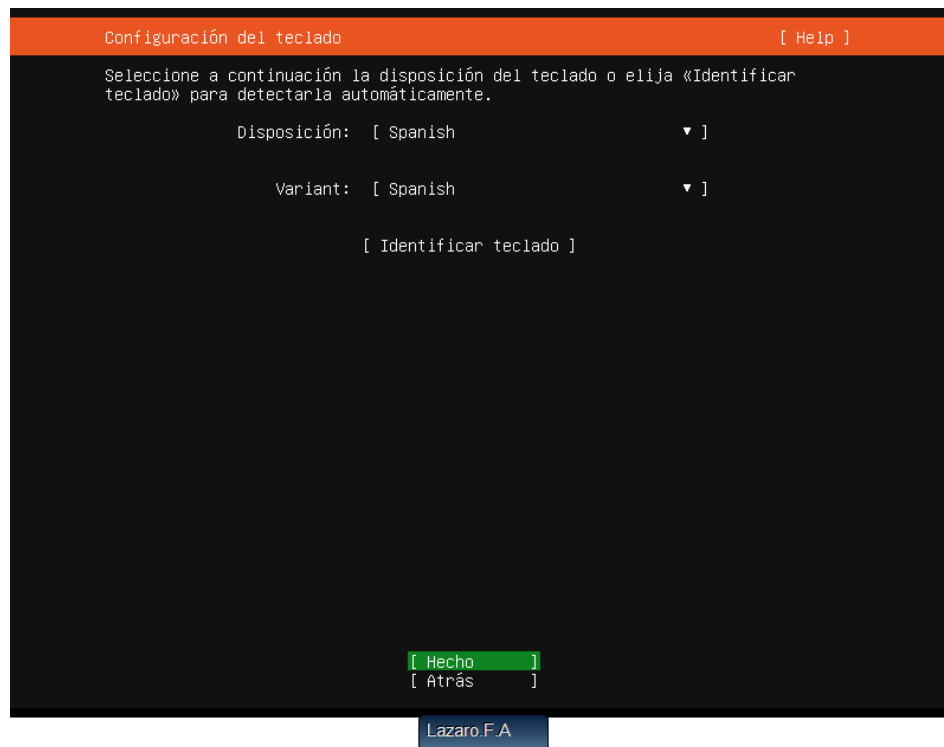 Configuración del teclado [ Help ]
Seleccione a continuación la disposición del teclado o elija «Identificar
teclado» para detectarla automáticamente.
Disposición: [ Spanish ▾ ]
Variant: [ Spanish ▾ ]
[ Identificar teclado ]
[ Hecho ]
[ Atrás ]
Lazaro.F.A